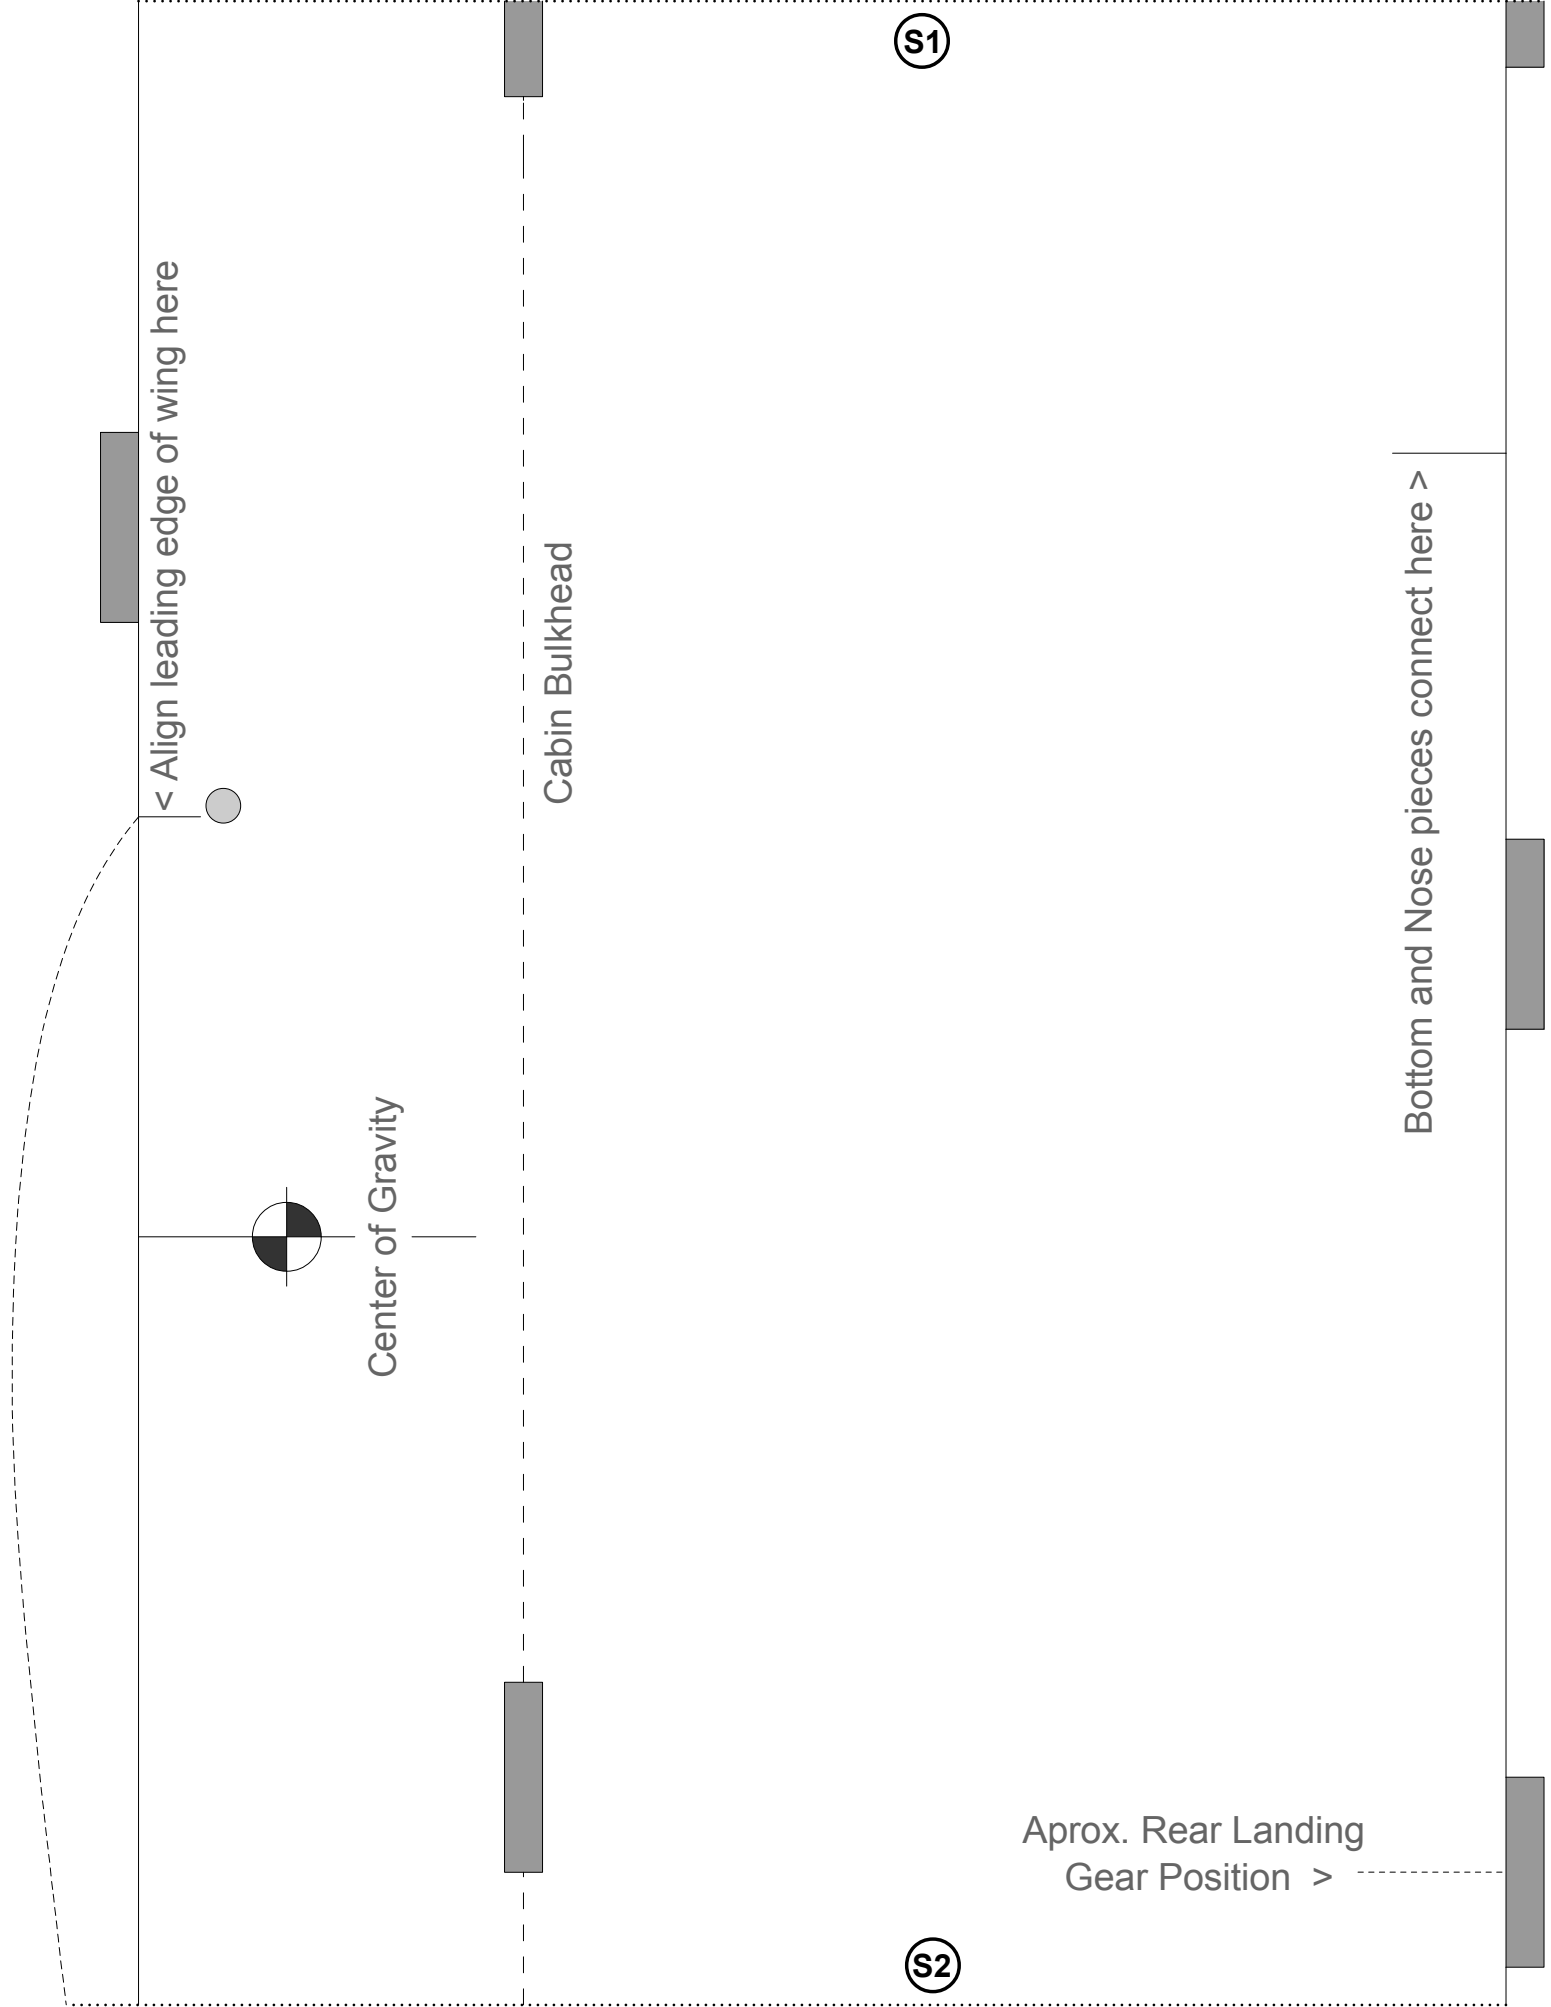 S1
< Align leading edge of wing here
Cabin Bulkhead
Bottom and Nose pieces connect here >
Center of Gravity
Aprox. Rear Landing
Gear Position >
S2